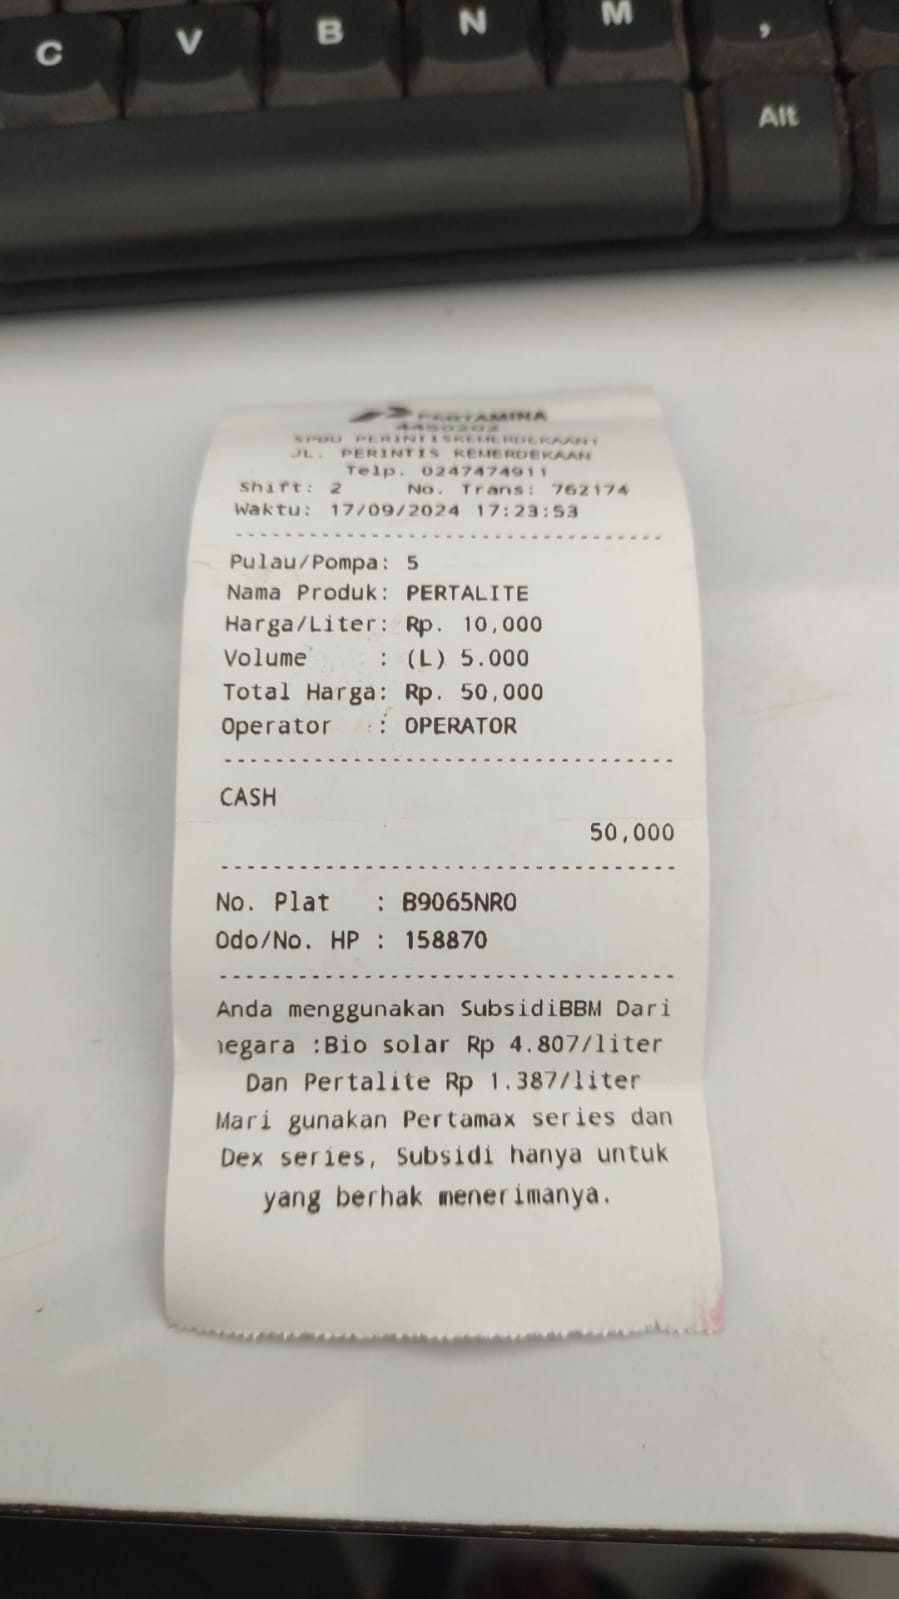 C V B N M ,
Alt
PERTAMINA
4450202
SPBU PERINTISKEMERDEKAAN1
JL. PERINTIS KEMERDEKAAN
Telp. 0247474911
Shift: 2 No. Trans: 762174
Waktu: 17/09/2024 17:23:53
Pulau/Pompa: 5
Nama Produk: PERTALITE
Harga/Liter: Rp. 10,000
Volume : (L) 5.000
Total Harga: Rp. 50,000
Operator : OPERATOR
CASH
50,000
No. Plat : B9065NRO
Odo/No. HP : 158870
Anda menggunakan SubsidiBBM Dari
negara :Bio solar Rp 4.807/liter
Dan Pertalite Rp 1.387/liter
Mari gunakan Pertamax series dan
Dex series, Subsidi hanya untuk
yang berhak menerimanya.